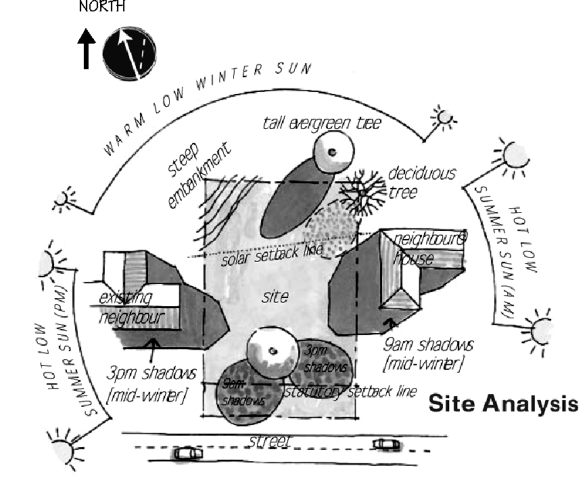 NORTH
WARM LOW WINTER SUN
tall evergreen tree
steep
embankment
deciduous
tree
HOT LOW
SUMMER SUN (AM)
neighbours
house
solar setback line
site
existing
neighbour
HOT LOW
SUMMER SUN (PM)
3pm shadows
[mid-winter]
9am shadows
[mid-winter]
3pm
shadows
9am
shadows
statutory setback line
Site Analysis
street